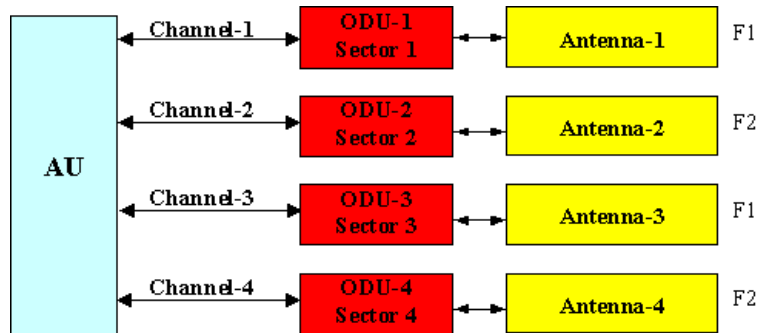 Channel-1
ODU-1
Sector 1
Antenna-1
F1
Channel-2
ODU-2
Sector 2
Antenna-2
F2
AU
Channel-3
ODU-3
Sector 3
Antenna-3
F1
Channel-4
ODU-4
Sector 4
Antenna-4
F2